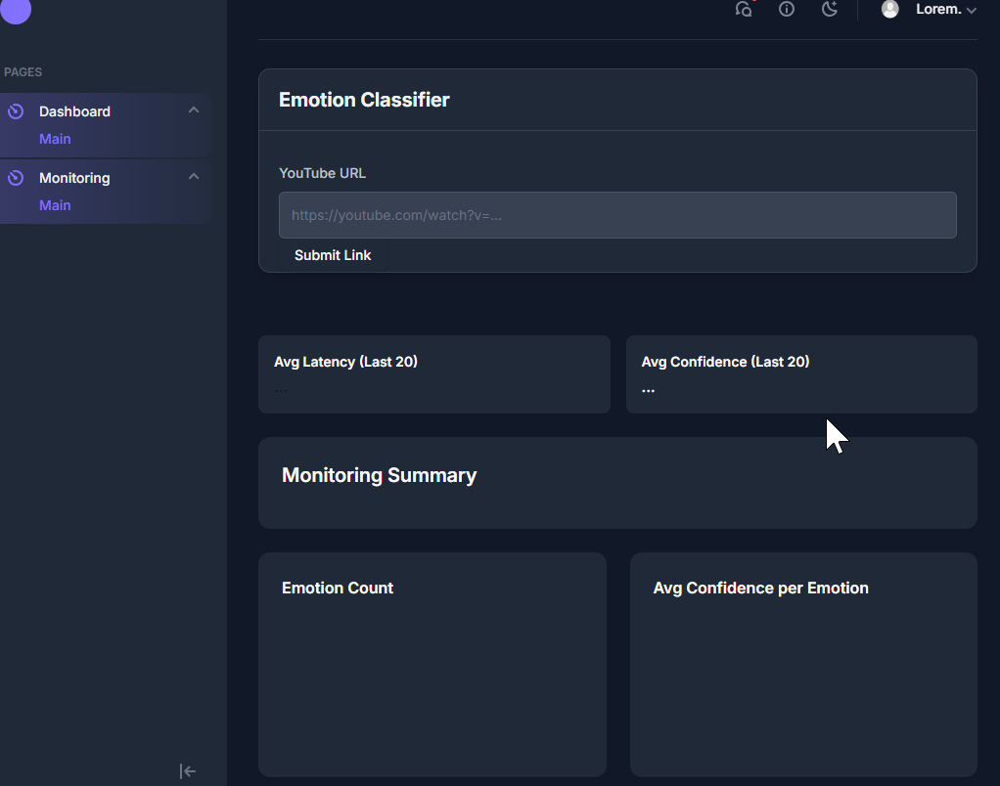 Lorem.
PAGES
Dashboard
Main
Monitoring
Main
Emotion Classifier
YouTube URL
https://youtube.com/watch?v=...
Submit Link
Avg Latency (Last 20)
...
Avg Confidence (Last 20)
...
Monitoring Summary
Emotion Count
Avg Confidence per Emotion